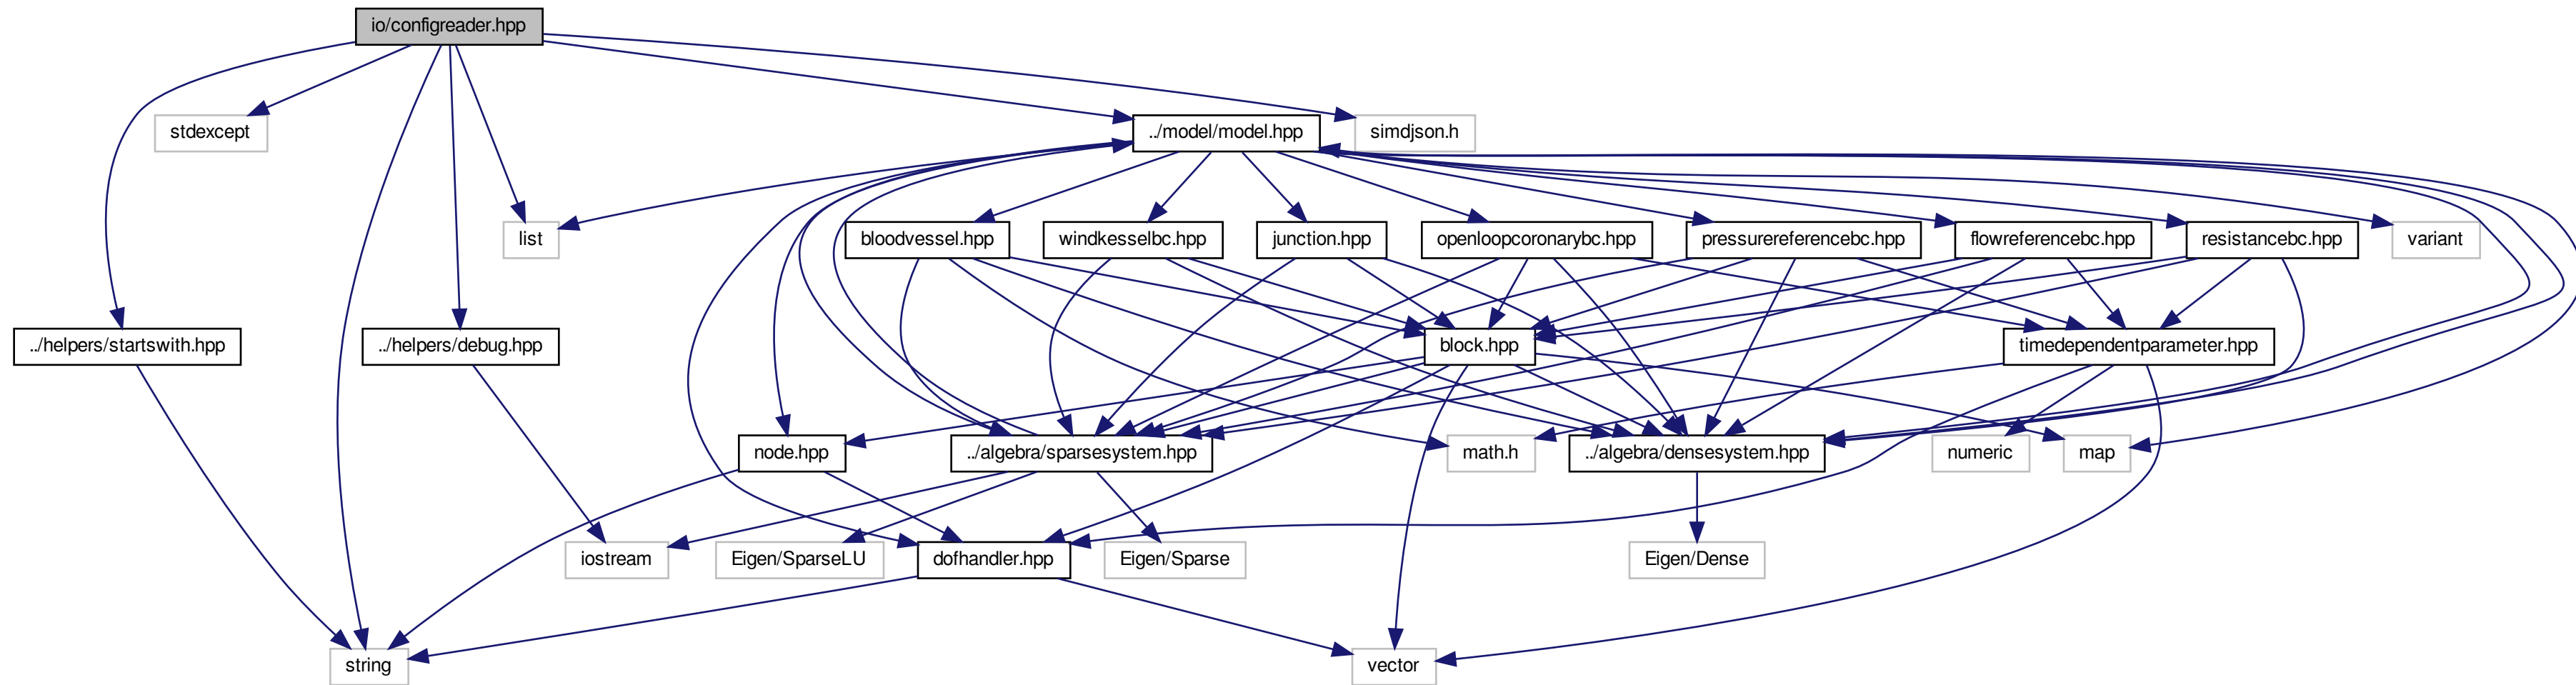 io/configreader.hpp
stdexcept
../model/model.hpp
simdjson.h
list
bloodvessel.hpp
windkesselbc.hpp
junction.hpp
openloopcoronarybc.hpp
pressurereferencebc.hpp
flowreferencebc.hpp
resistancebc.hpp
variant
../helpers/startswith.hpp
../helpers/debug.hpp
block.hpp
timedependentparameter.hpp
node.hpp
../algebra/sparsesystem.hpp
math.h
../algebra/densesystem.hpp
numeric
map
iostream
Eigen/SparseLU
dofhandler.hpp
Eigen/Sparse
Eigen/Dense
string
vector